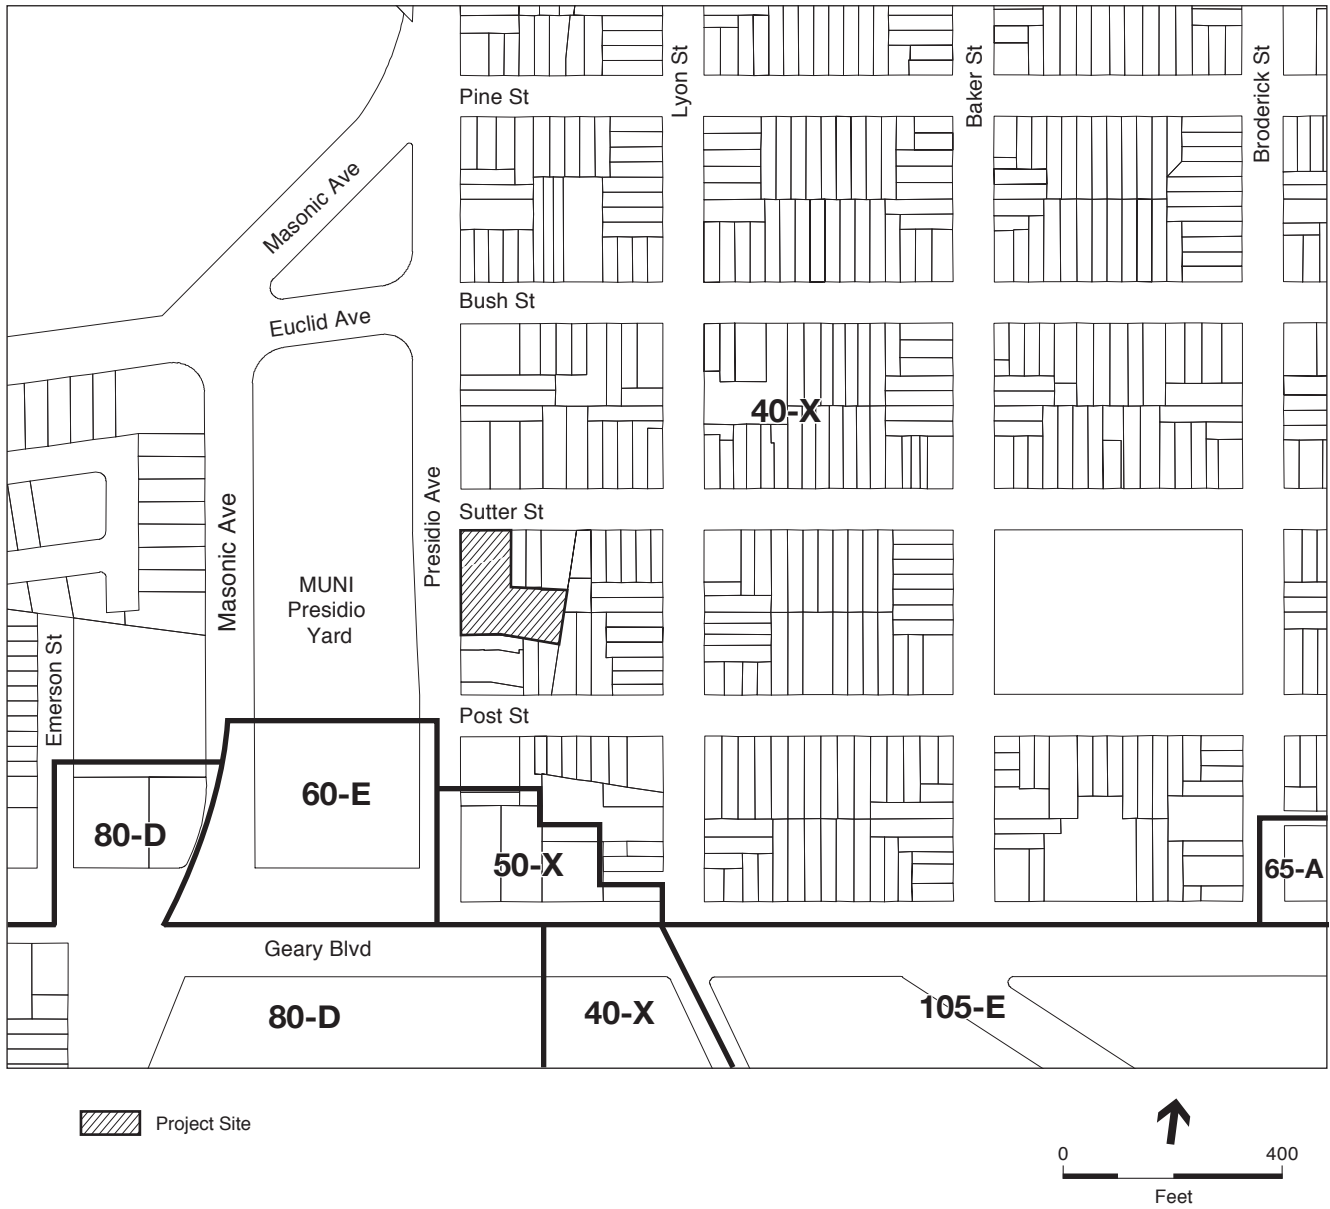 Pine St
Lyon St
Baker St
Broderick St
Masonic Ave
Bush St
Euclid Ave
40-X
Presidio Ave
Sutter St
Masonic Ave
MUNI
Presidio
Yard
Emerson St
Post St
60-E
80-D
50-X
65-A
Geary Blvd
80-D
40-X
105-E
Project Site
0
400
Feet